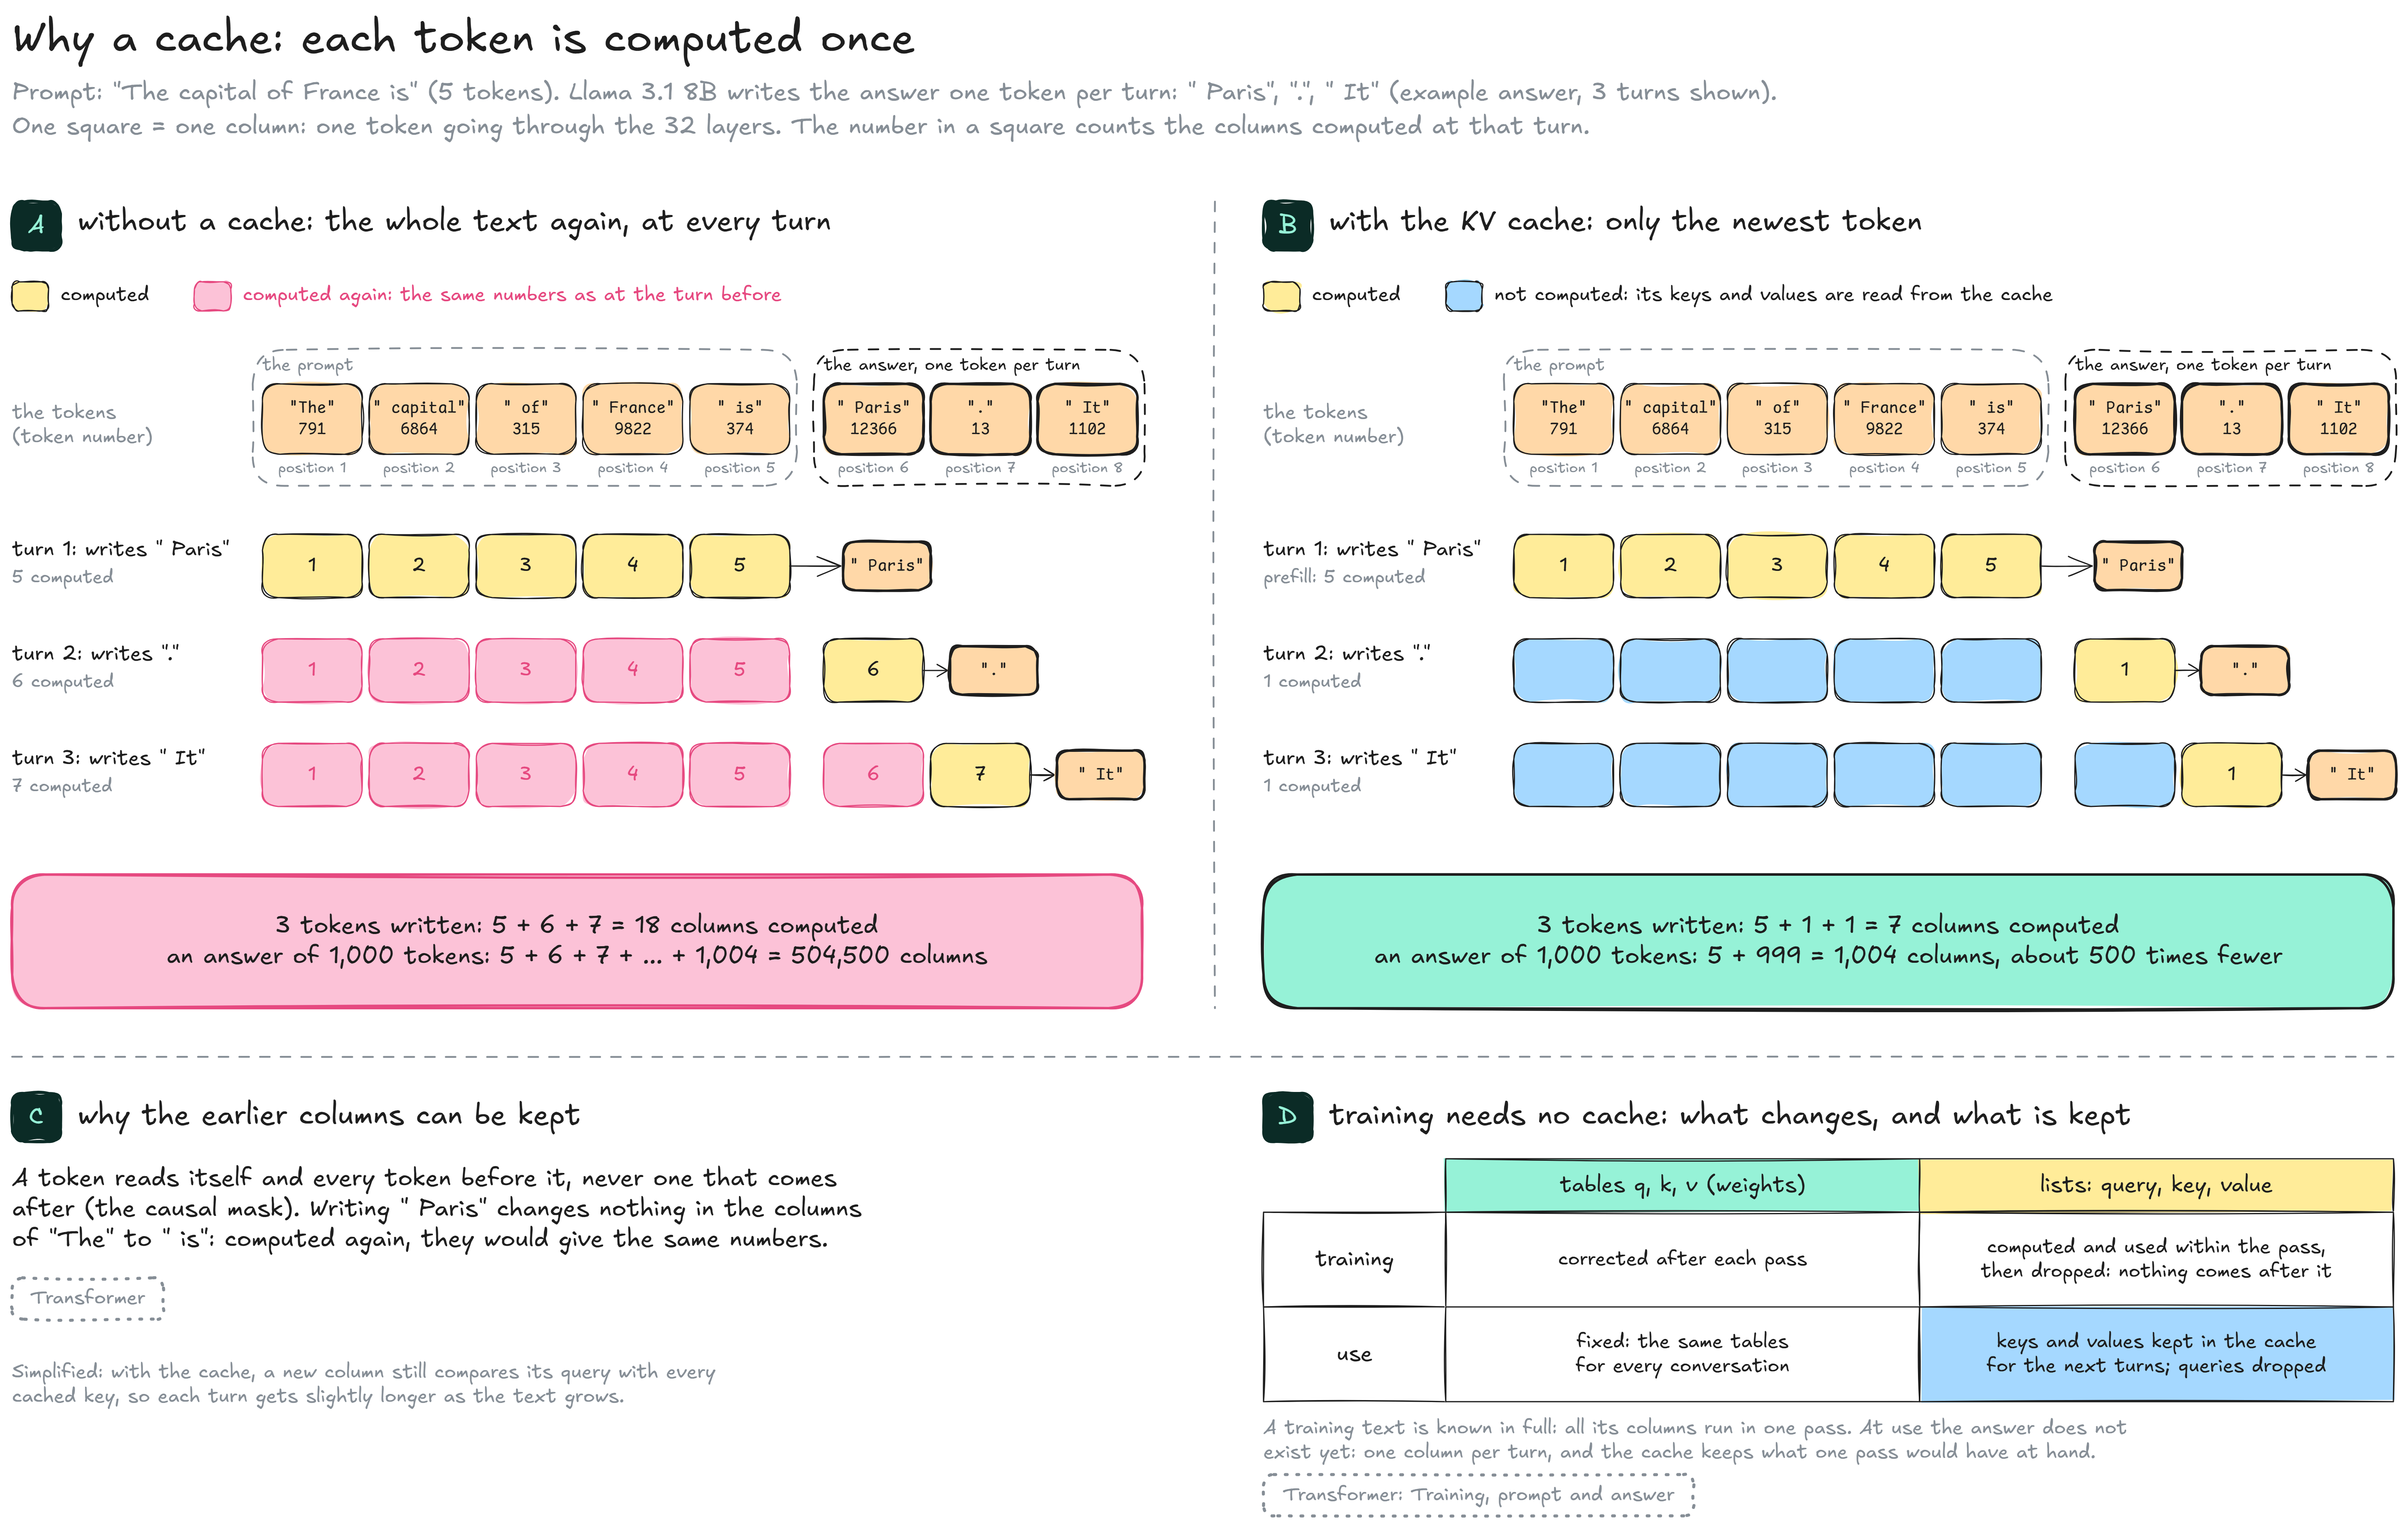 Why a cache: each token is computed once
Prompt: "The capital of France is" (5 tokens). Llama 3.1 8B writes the answer one token per turn: " Paris", ".", " It" (example answer, 3 turns shown).
One square = one column: one token going through the 32 layers. The number in a square counts the columns computed at that turn.
A
without a cache: the whole text again, at every turn
computed
computed again: the same numbers as at the turn before
the prompt
the answer, one token per turn
the tokens
(token number)
"The" " capital" " of" " France" " is" " Paris" "." " It"
791 6864 315 9822 374 12366 13 1102
position 1 position 2 position 3 position 4 position 5 position 6 position 7 position 8
turn 1: writes " Paris"
5 computed
1 2 3 4 5 " Paris"
turn 2: writes "."
6 computed
1 2 3 4 5 6 "."
turn 3: writes " It"
7 computed
1 2 3 4 5 6 7 " It"
3 tokens written: 5 + 6 + 7 = 18 columns computed
an answer of 1,000 tokens: 5 + 6 + 7 + ... + 1,004 = 504,500 columns
B
with the KV cache: only the newest token
computed
not computed: its keys and values are read from the cache
the prompt
the answer, one token per turn
the tokens
(token number)
"The" " capital" " of" " France" " is" " Paris" "." " It"
791 6864 315 9822 374 12366 13 1102
position 1 position 2 position 3 position 4 position 5 position 6 position 7 position 8
turn 1: writes " Paris"
prefill: 5 computed
1 2 3 4 5 " Paris"
turn 2: writes "."
1 computed
1 "."
turn 3: writes " It"
1 computed
1 " It"
3 tokens written: 5 + 1 + 1 = 7 columns computed
an answer of 1,000 tokens: 5 + 999 = 1,004 columns, about 500 times fewer
C
why the earlier columns can be kept
A token reads itself and every token before it, never one that comes
after (the causal mask). Writing " Paris" changes nothing in the columns
of "The" to " is": computed again, they would give the same numbers.
Transformer
Simplified: with the cache, a new column still compares its query with every
cached key, so each turn gets slightly longer as the text grows.
D
training needs no cache: what changes, and what is kept
tables q, k, v (weights)
lists: query, key, value
training
corrected after each pass
computed and used within the pass,
then dropped: nothing comes after it
use
fixed: the same tables
for every conversation
keys and values kept in the cache
for the next turns; queries dropped
A training text is known in full: all its columns run in one pass. At use the answer does not
exist yet: one column per turn, and the cache keeps what one pass would have at hand.
Transformer: Training, prompt and answer